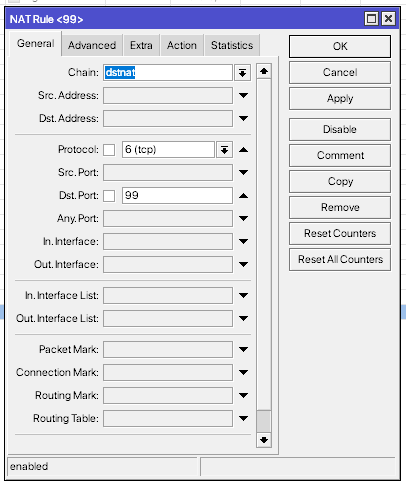 NAT Rule <99>
General Advanced Extra Action Statistics
Chain: dstnat
Src. Address:
Dst. Address:
Protocol: 6 (tcp)
Src. Port:
Dst. Port: 99
Any. Port:
In. Interface:
Out. Interface:
In. Interface List:
Out. Interface List:
Packet Mark:
Connection Mark:
Routing Mark:
Routing Table:
OK
Cancel
Apply
Disable
Comment
Copy
Remove
Reset Counters
Reset All Counters
enabled